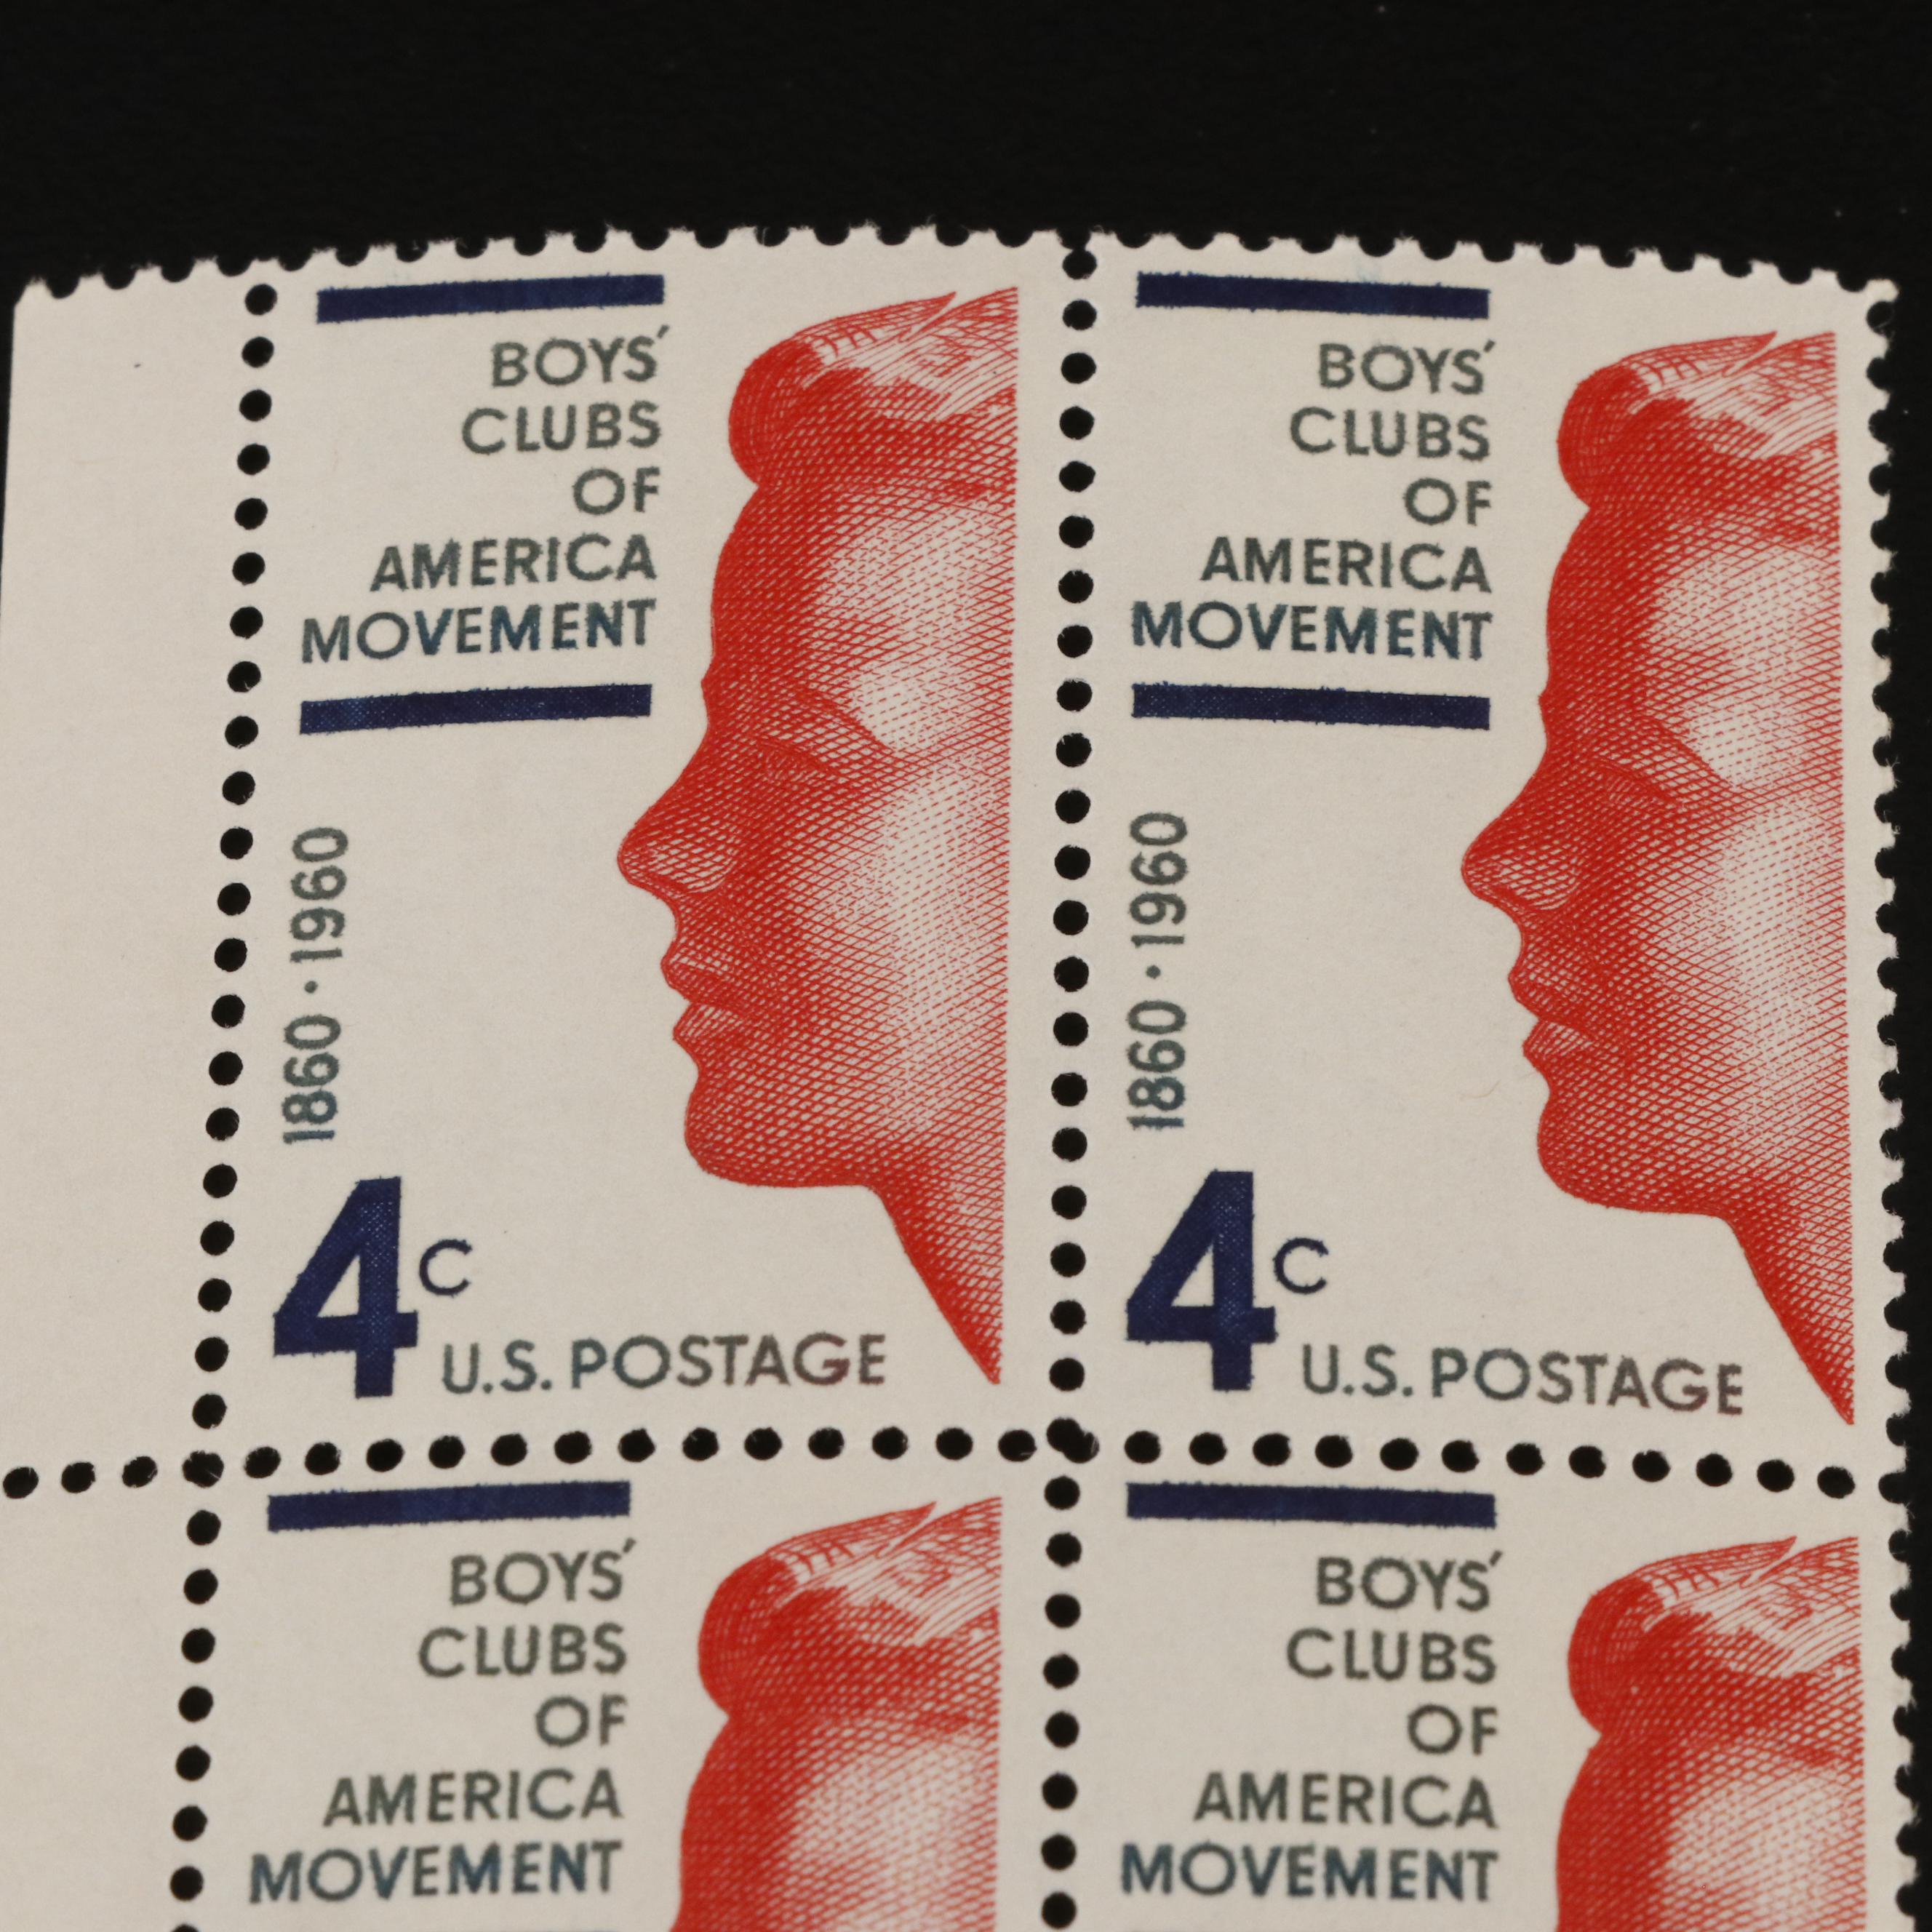 BOYS'
CLUBS
OF
AMERICA
MOVEMENT
1860 · 1960
4c
U.S. POSTAGE
BOYS'
CLUBS
OF
AMERICA
MOVEMENT
1860 · 1960
4c
U.S. POSTAGE
BOYS'
CLUBS
OF
AMERICA
MOVEMENT
BOYS'
CLUBS
OF
AMERICA
MOVEMENT